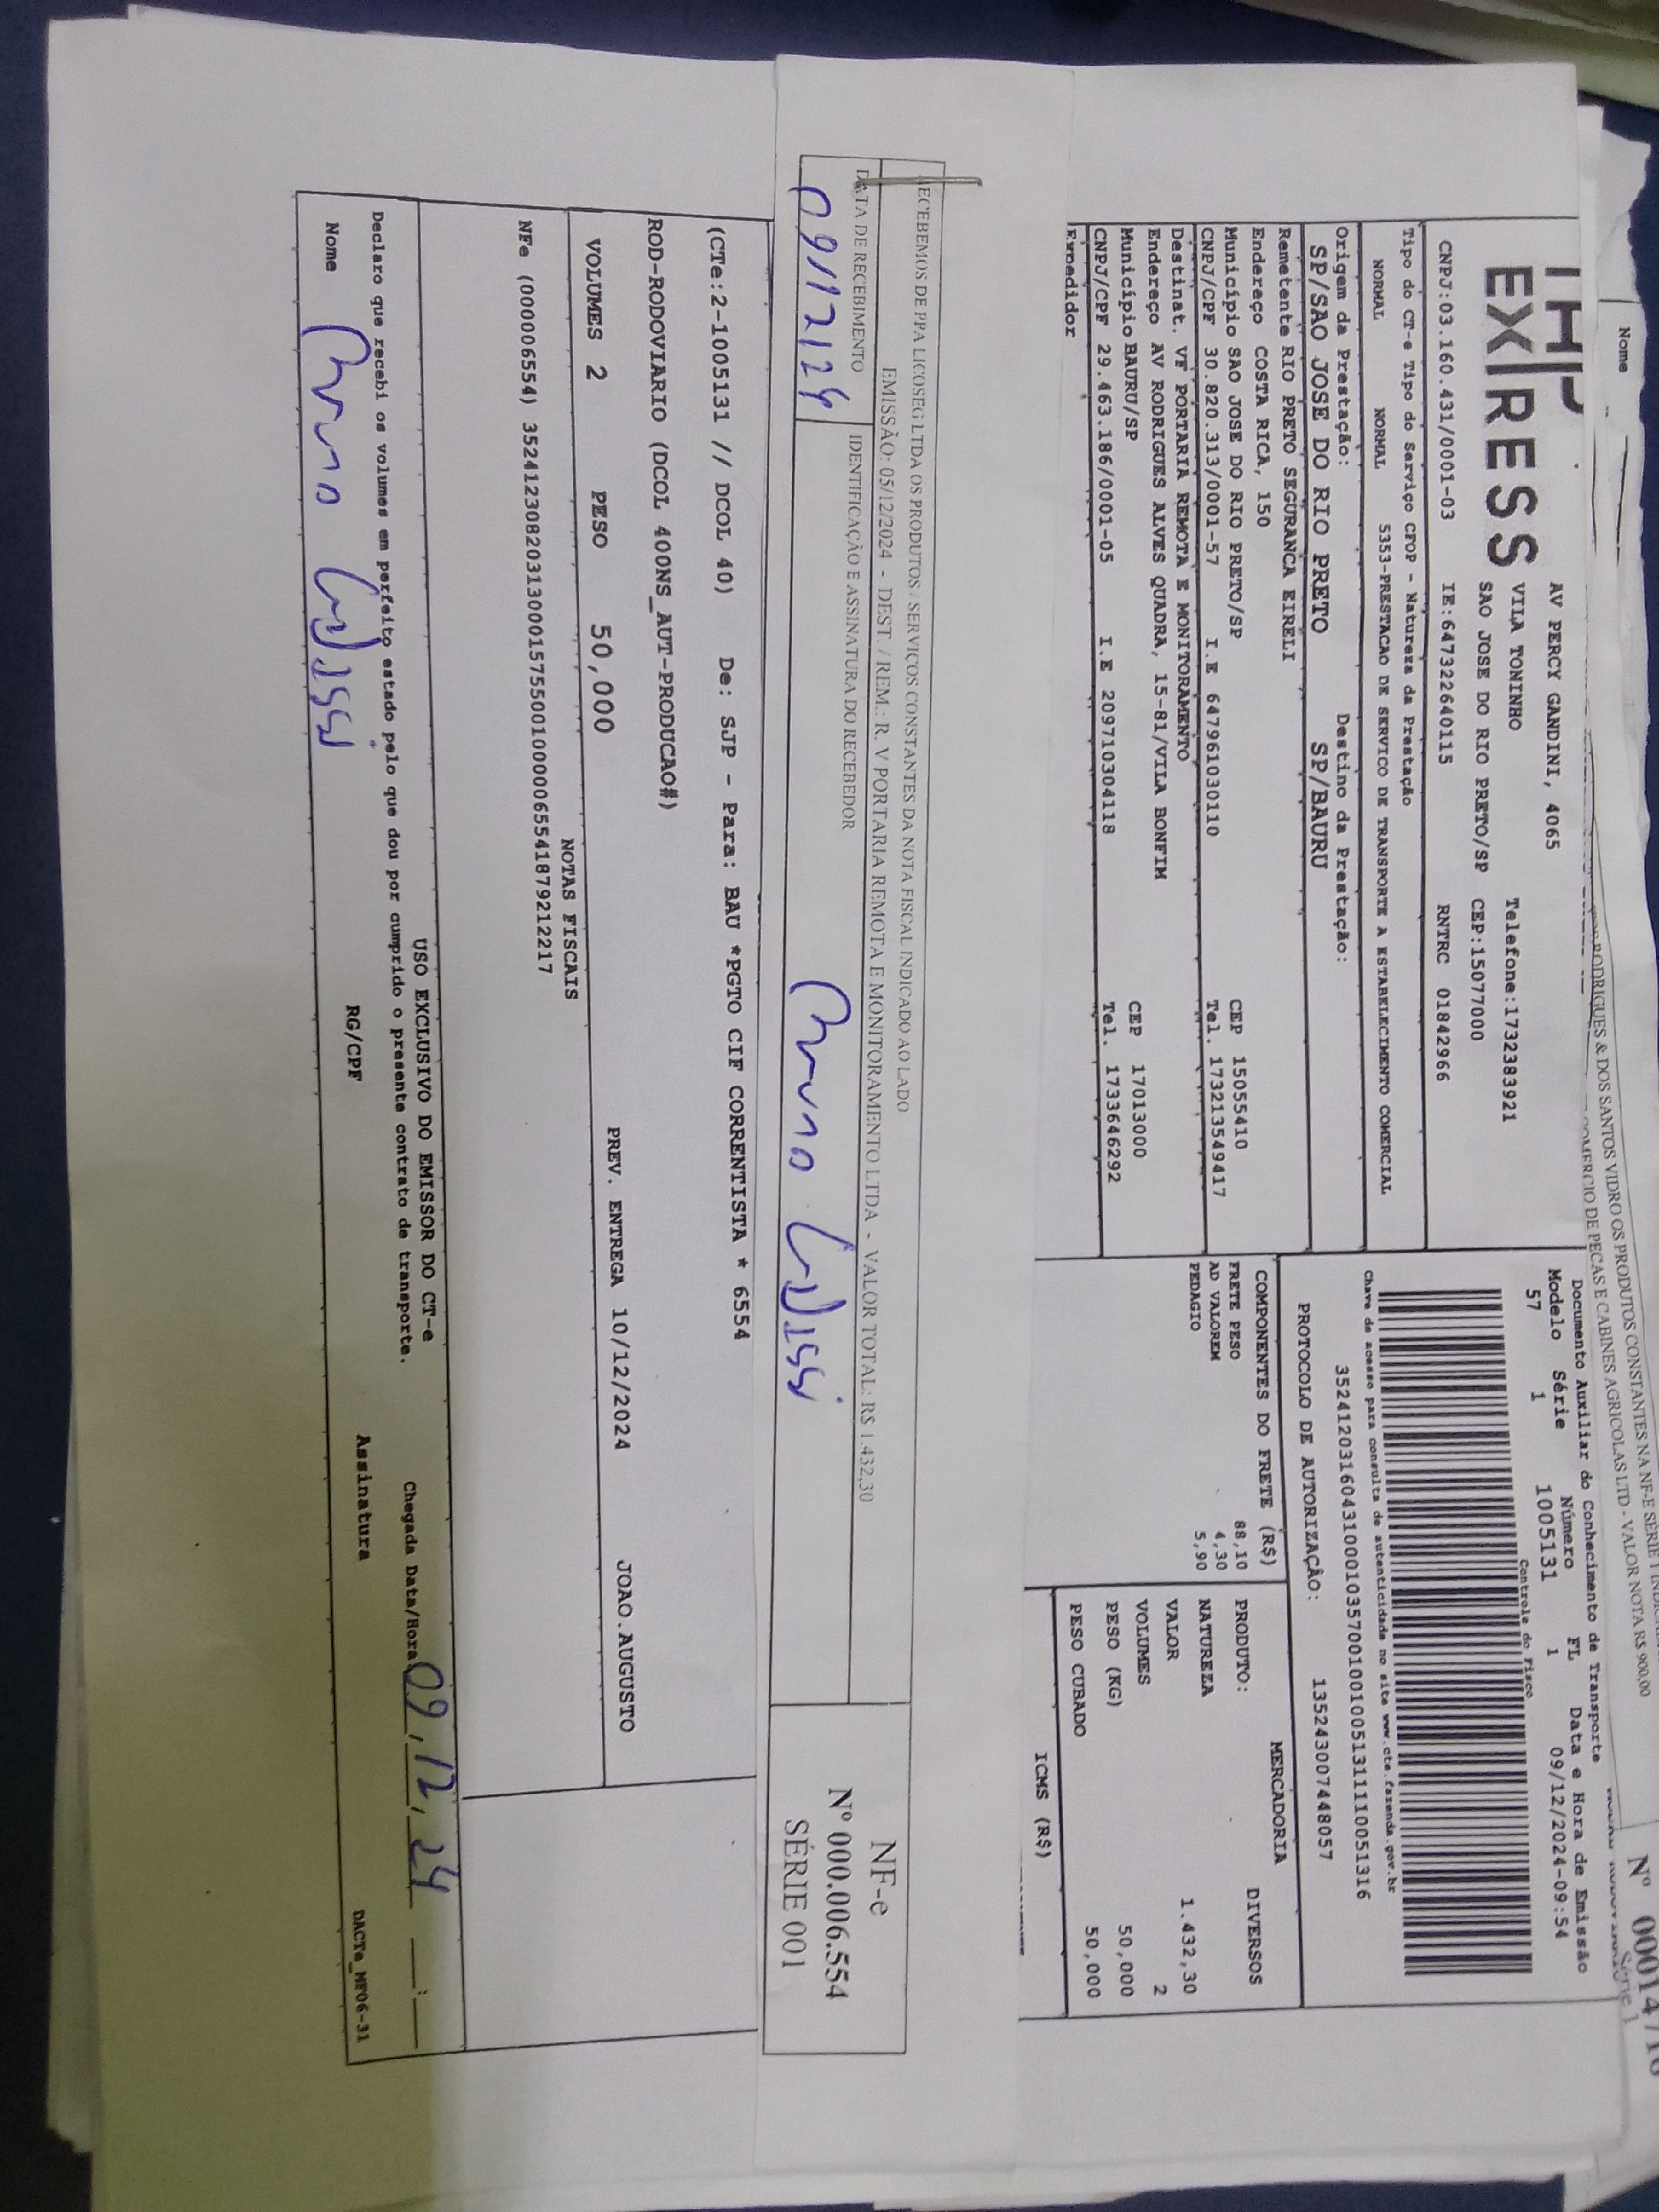 Nome
RODRIGUES & DOS SANTOS VIDRO OS PRODUTOS CONSTANTES NA NF-E SÉRIE 1
COMERCIO DE PECAS E CABINES AGRICOLAS LTD - VALOR NOTA R$ 900,00
Nº
Série 1
EXPRESS
AV PERCY GANDINI, 4065
VILA TONINHO
Telefone:1732383921
SAO JOSE DO RIO PRETO/SP CEP:15077000
CNPJ:03.160.431/0001-03 IE:647322640115 RNTRC 01842966
Documento Auxiliar do Conhecimento de Transporte
Modelo Série Número FL Data e Hora de Emissão
57 1 1005131 1 09/12/2024-09:54
Controle do Fisco
Tipo do CT-e Tipo do Serviço CFOP - Natureza da Prestação
NORMAL NORMAL 5353-PRESTACAO DE SERVICO DE TRANSPORTE A ESTABELECIMENTO COMERCIAL
Chave de acesso para consulta de autenticidade no site www.cte.fazenda.gov.br
35241203160431000103570010010051311110051316
Origem da Prestação: Destino da Prestação:
SP/SAO JOSE DO RIO PRETO SP/BAURU
PROTOCOLO DE AUTORIZAÇÃO: 135243007448057
Remetente RIO PRETO SEGURANCA EIRELI
Endereço COSTA RICA, 150
Município SAO JOSE DO RIO PRETO/SP CEP 15055410
CNPJ/CPF 30.820.313/0001-57 I.E 647961030110 Tel. 173213549417
Destinat. VF PORTARIA REMOTA E MONITORAMENTO
Endereço AV RODRIGUES ALVES QUADRA, 15-81/VILA BONFIM
Município BAURU/SP CEP 17013000
CNPJ/CPF 29.463.186/0001-05 I.E 209710304118 Tel. 1733646292
Expedidor
COMPONENTES DO FRETE (R$)
FRETE PESO 88,10
AD VALOREM 4,30
PEDAGIO 5,90
MERCADORIA
PRODUTO: DIVERSOS
NATUREZA
VALOR 1.432,30
VOLUMES 2
PESO (KG) 50,000
PESO CUBADO 50,000
ICMS (R$)
RECEBEMOS DE PPA LICOSEG LTDA OS PRODUTOS / SERVIÇOS CONSTANTES DA NOTA FISCAL INDICADO AO LADO
EMISSÃO: 05/12/2024 - DEST. / REM.: R. V PORTARIA REMOTA E MONITORAMENTO LTDA - VALOR TOTAL: R$ 1.432,30
DATA DE RECEBIMENTO IDENTIFICAÇÃO E ASSINATURA DO RECEBEDOR
09/12/24 Bruno
NF-e
Nº 000.006.554
SÉRIE 001
(CTe:2-1005131 // DCOL 40) De: SJP - Para: BAU *PGTO CIF CORRENTISTA * 6554
ROD-RODOVIARIO (DCOL 400NS_AUT-PRODUCAO#)
VOLUMES 2 PESO 50,000 PREV. ENTREGA 10/12/2024 JOAO.AUGUSTO
NOTAS FISCAIS
NFe (000006554) 35241230820313000157550010000065541879212217
USO EXCLUSIVO DO EMISSOR DO CT-e
Declaro que recebi os volumes em perfeito estado pelo que dou por cumprido o presente contrato de transporte.
Chegada Data/Hora 09,12,24 __:__
Nome Bruno RG/CPF Assinatura
DACTe_MF06-31